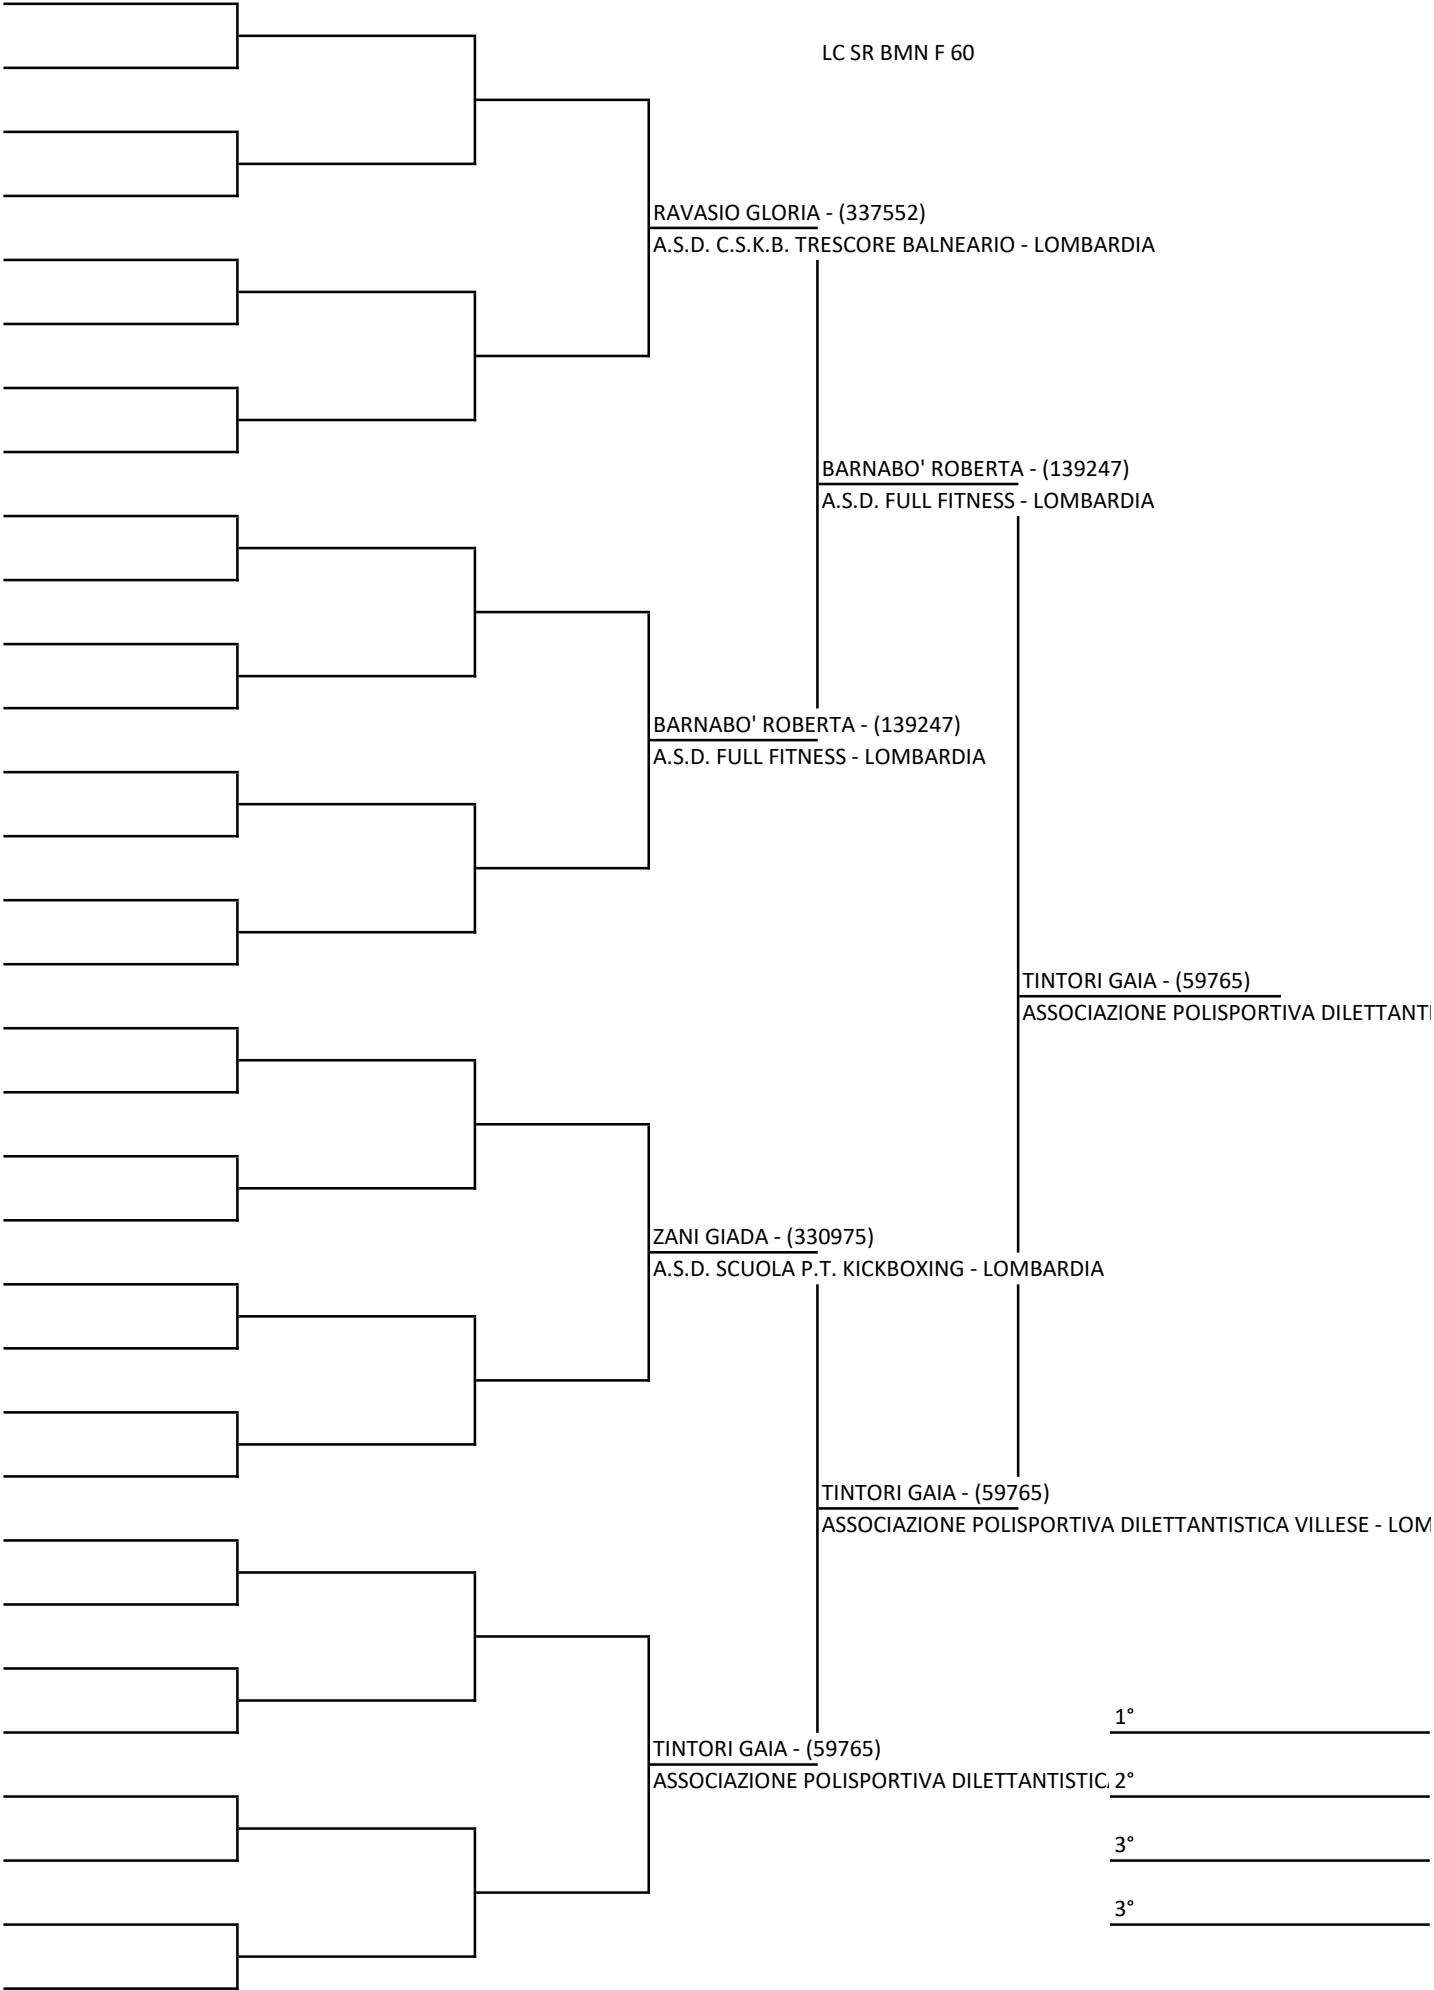 LC SR BMN F 60
RAVASIO GLORIA - (337552)
A.S.D. C.S.K.B. TRESCORE BALNEARIO - LOMBARDIA
BARNABO' ROBERTA - (139247)
A.S.D. FULL FITNESS - LOMBARDIA
BARNABO' ROBERTA - (139247)
A.S.D. FULL FITNESS - LOMBARDIA
TINTORI GAIA - (59765)
ASSOCIAZIONE POLISPORTIVA DILETTANTI
ZANI GIADA - (330975)
A.S.D. SCUOLA P.T. KICKBOXING - LOMBARDIA
TINTORI GAIA - (59765)
ASSOCIAZIONE POLISPORTIVA DILETTANTISTICA VILLESE - LOM
1°
TINTORI GAIA - (59765)
ASSOCIAZIONE POLISPORTIVA DILETTANTISTIC
2°
3°
3°